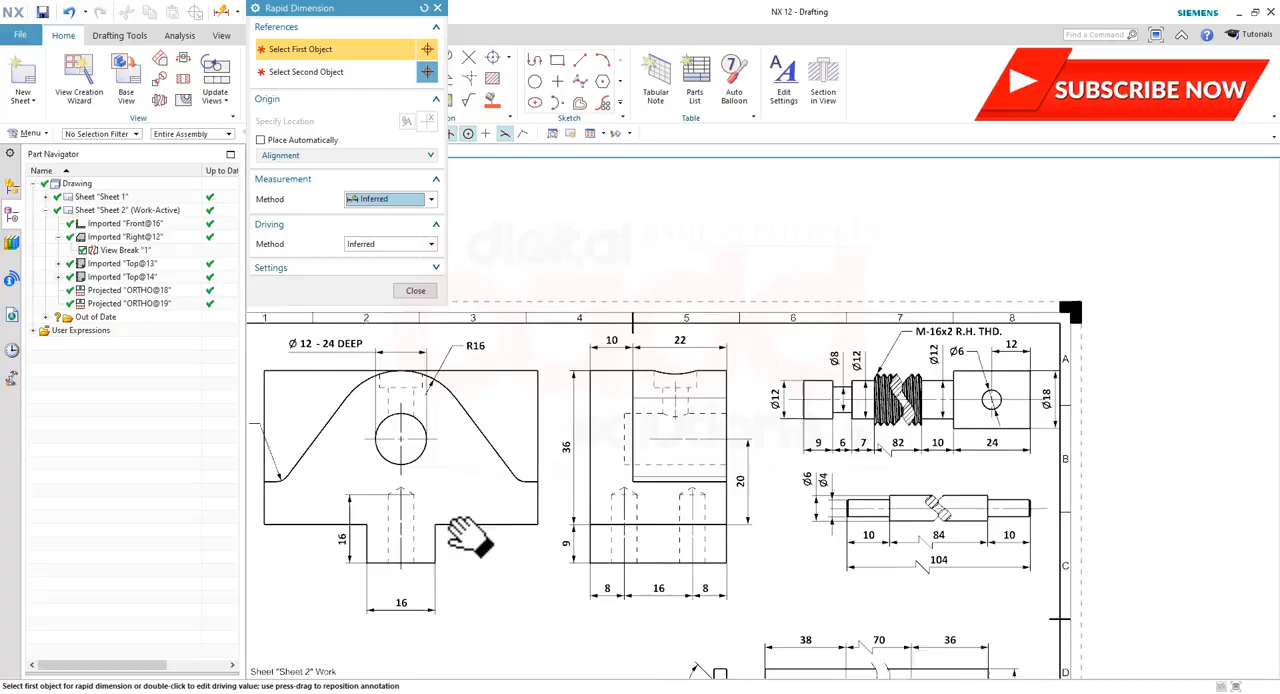 NX
Rapid Dimension
NX 12 - Drafting
SIEMENS
File
Home
Drafting Tools
Analysis
View
Find a Command
Tutorials
New Sheet
View Creation Wizard
Base View
Update Views
View
Sketch
Tabular Note
Parts List
Auto Balloon
Table
Edit Settings
Section in View
SUBSCRIBE NOW
Menu
No Selection Filter
Entire Assembly
References
* Select First Object
* Select Second Object
Origin
Specify Location
Place Automatically
Alignment
Measurement
Method
Inferred
Driving
Method
Inferred
Settings
Close
Part Navigator
Name
Up to Dat
Drawing
Sheet "Sheet 1"
Sheet "Sheet 2" (Work-Active)
Imported "Front@16"
Imported "Right@12"
View Break "1"
Imported "Top@13"
Imported "Top@14"
Projected "ORTHO@18"
Projected "ORTHO@19"
Out of Date
User Expressions
digital
1 2 3 4 5 6 7 8
Ø 12 - 24 DEEP
R16
16
16
10 22
36
9
20
8 16 8
M-16x2 R.H. THD.
Ø12
Ø8
Ø12
Ø12
Ø6
12
Ø18
9 6 7 82 10 24
Ø6
Ø4
10 84 10
104
38 70 36
A
B
C
D
Sheet "Sheet 2" Work
Select first object for rapid dimension or double-click to edit driving value; use press-drag to reposition annotation